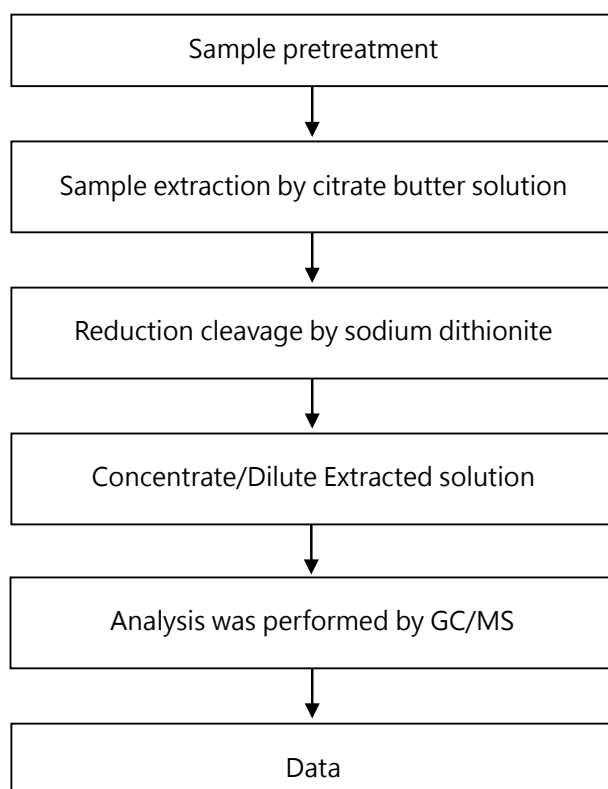 Sample pretreatment
Sample extraction by citrate butter solution
Reduction cleavage by sodium dithionite
Concentrate/Dilute Extracted solution
Analysis was performed by GC/MS
Data